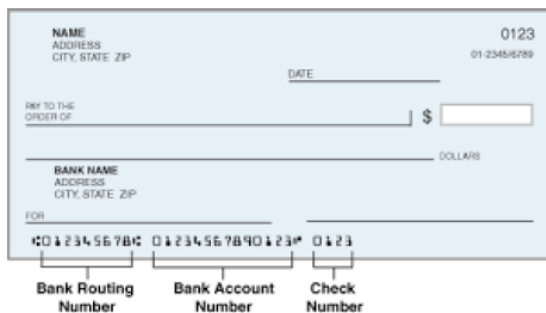 NAME
ADDRESS
CITY, STATE ZIP
0123
01-2345/6789
DATE
PAY TO THE
ORDER OF
$
DOLLARS
BANK NAME
ADDRESS
CITY, STATE ZIP
FOR
⑆012345678⑆ 01234567890123⑈ 0123
Bank Routing
Number
Bank Account
Number
Check
Number